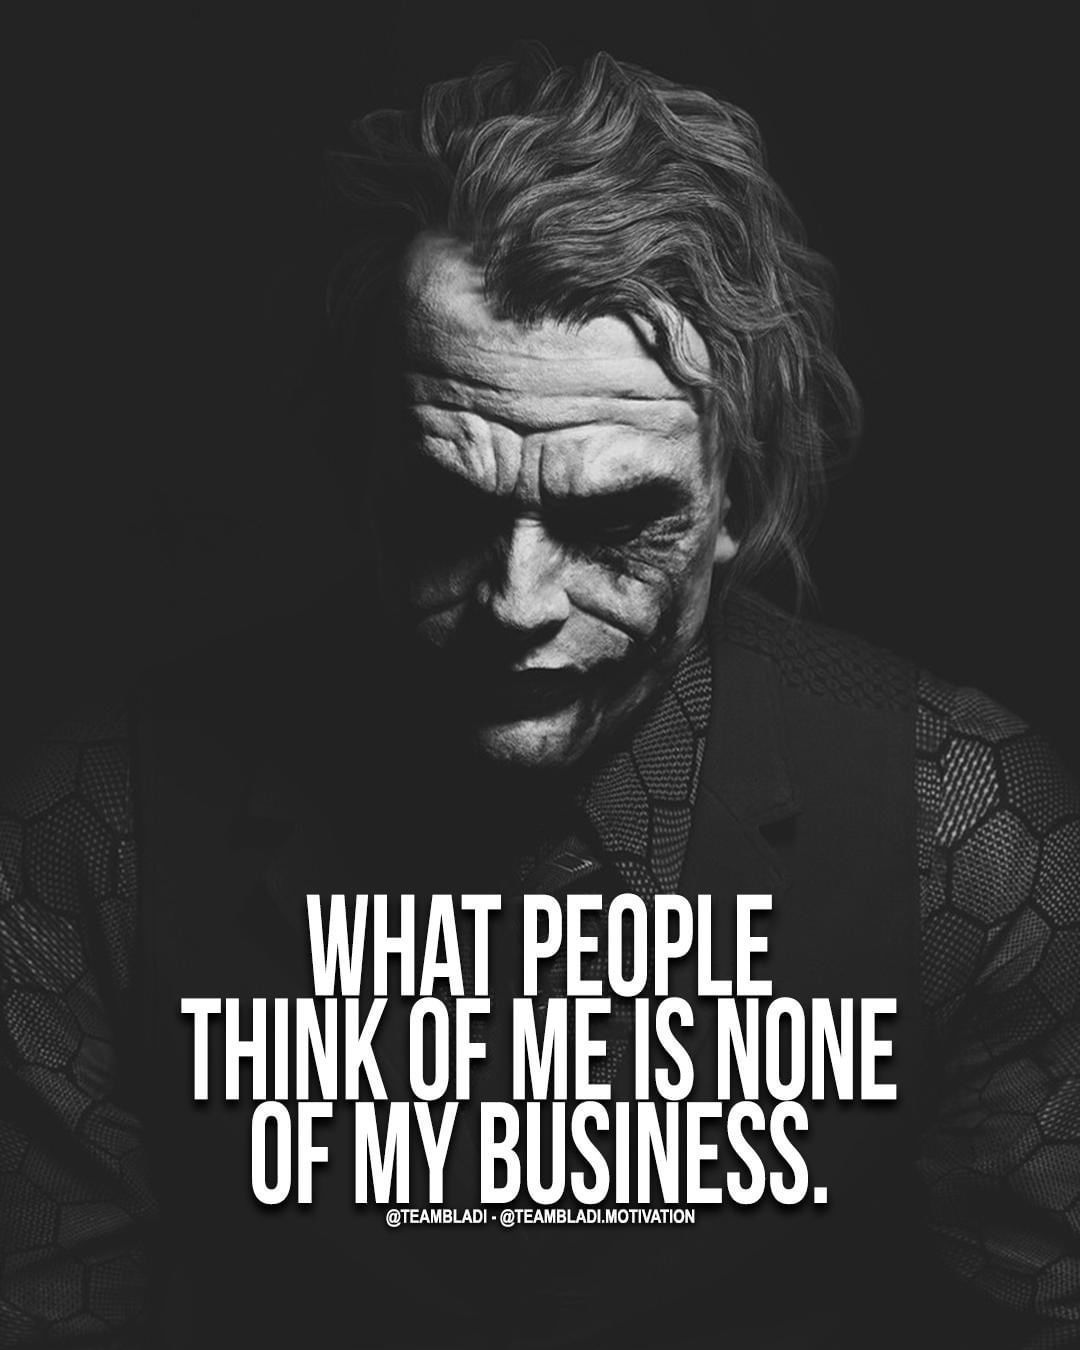 WHAT PEOPLE
THINK OF ME IS NONE
OF MY BUSINESS.
@TEAMBLADI - @TEAMBLADI.MOTIVATION